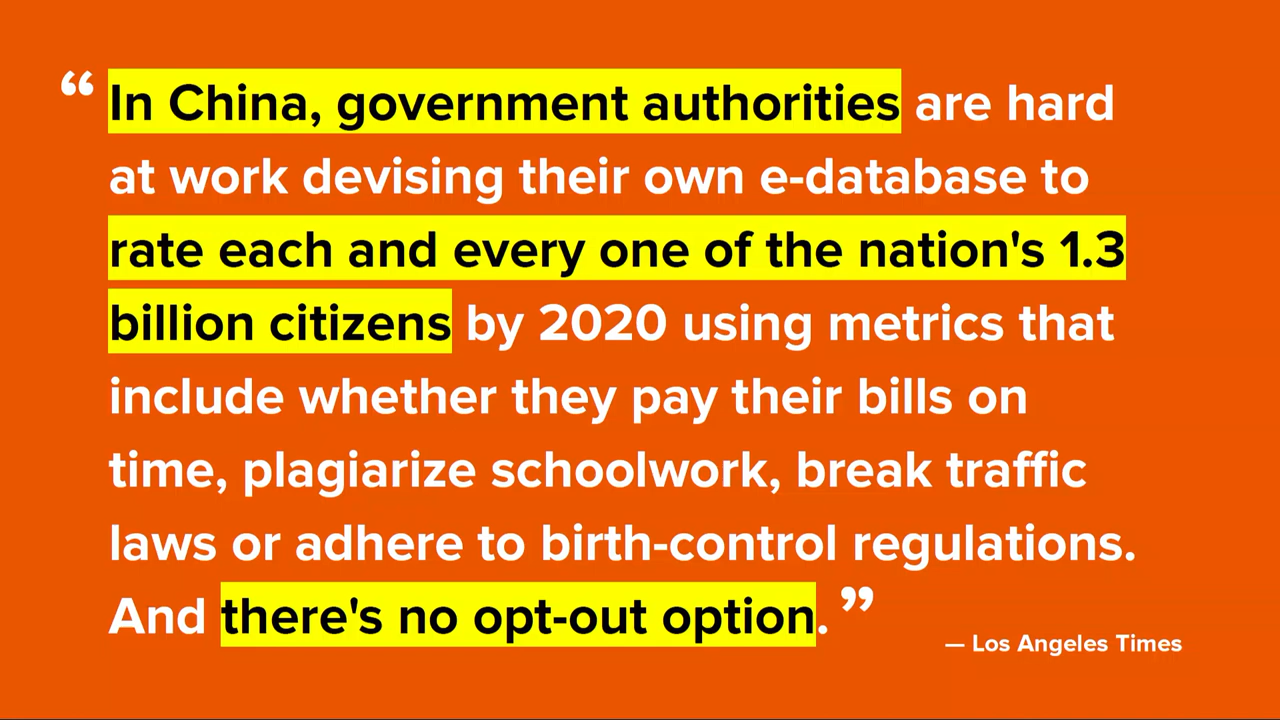 “In China, government authorities are hard
at work devising their own e-database to
rate each and every one of the nation's 1.3
billion citizens by 2020 using metrics that
include whether they pay their bills on
time, plagiarize schoolwork, break traffic
laws or adhere to birth-control regulations.
And there's no opt-out option.”
— Los Angeles Times